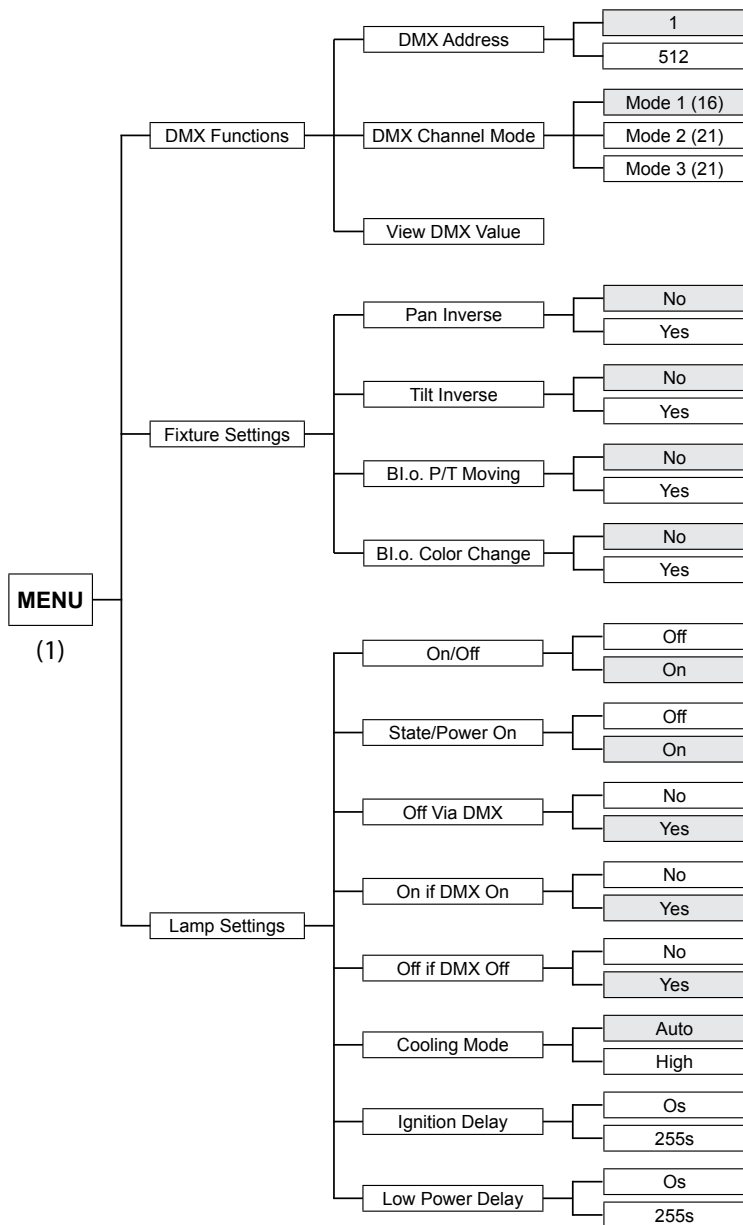 MENU
(1)
DMX Functions
DMX Address
1
512
DMX Channel Mode
Mode 1 (16)
Mode 2 (21)
Mode 3 (21)
View DMX Value
Fixture Settings
Pan Inverse
No
Yes
Tilt Inverse
No
Yes
BI.o. P/T Moving
No
Yes
BI.o. Color Change
No
Yes
Lamp Settings
On/Off
Off
On
State/Power On
Off
On
Off Via DMX
No
Yes
On if DMX On
No
Yes
Off if DMX Off
No
Yes
Cooling Mode
Auto
High
Ignition Delay
Os
255s
Low Power Delay
Os
255s